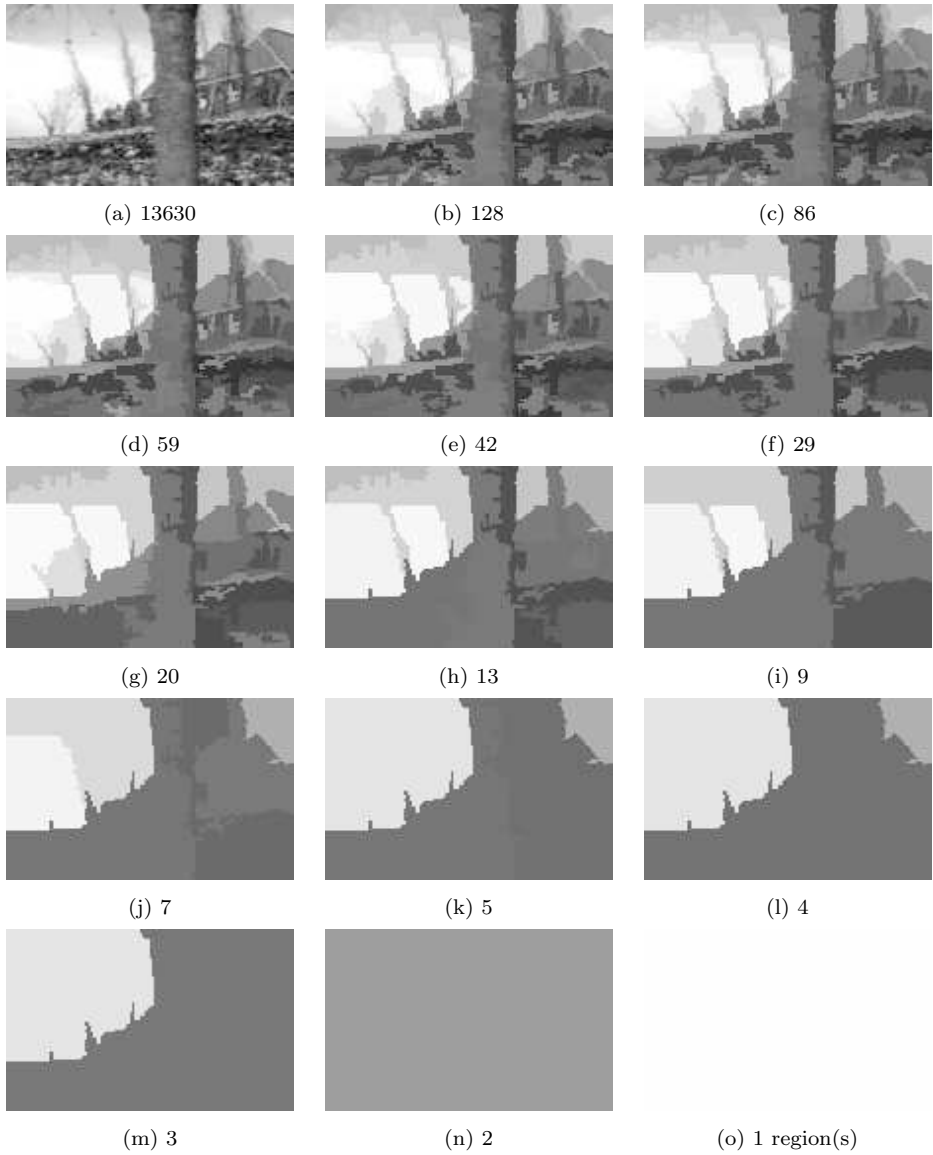 (a) 13630
(b) 128
(c) 86
(d) 59
(e) 42
(f) 29
(g) 20
(h) 13
(i) 9
(j) 7
(k) 5
(l) 4
(m) 3
(n) 2
(o) 1 region(s)